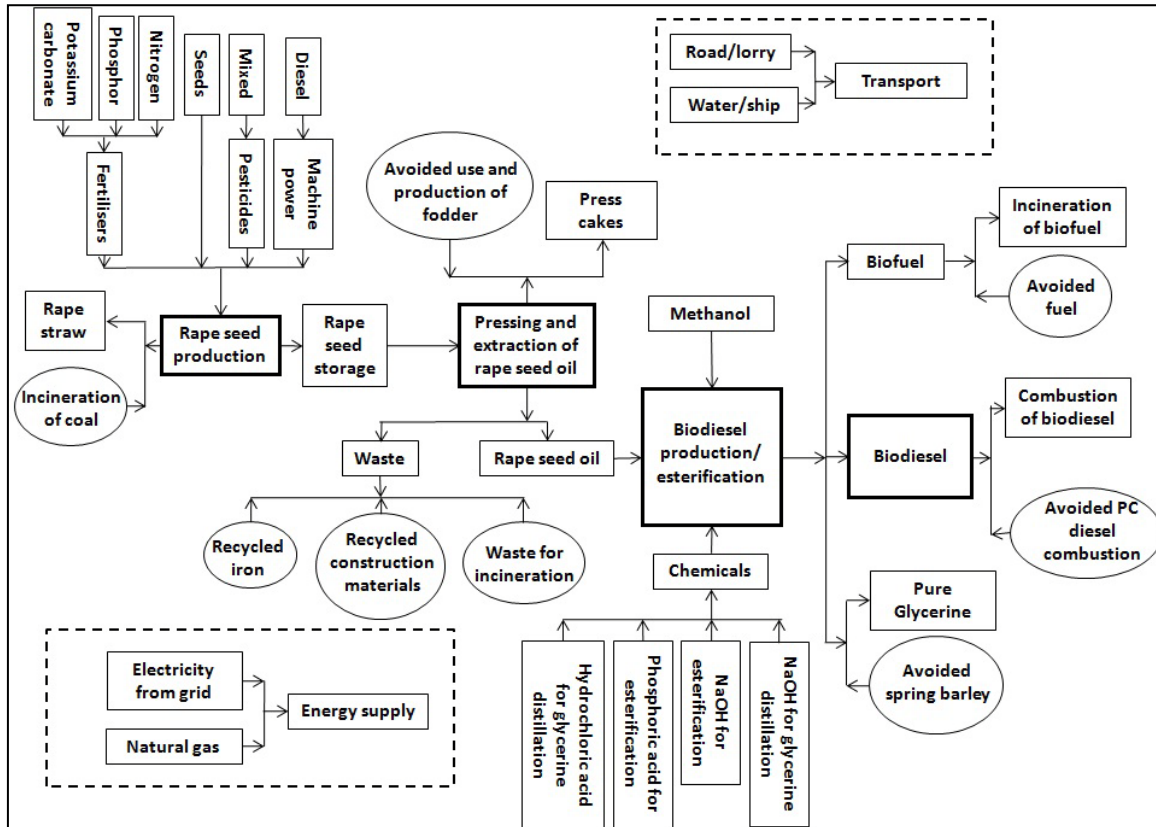 Potassium
carbonate
Phosphor
Nitrogen
Seeds
Mixed
Diesel
Fertilisers
Pesticides
Machine
power
Road/lorry
Water/ship
Transport
Avoided use and
production of
fodder
Press
cakes
Incineration
of biofuel
Biofuel
Avoided
fuel
Rape
straw
Rape seed
production
Rape
seed
storage
Pressing and
extraction of
rape seed oil
Methanol
Incineration
of coal
Combustion
of biodiesel
Biodiesel
production/
esterification
Biodiesel
Waste
Rape seed oil
Avoided PC
diesel
combustion
Recycled
iron
Recycled
construction
materials
Waste for
incineration
Chemicals
Pure
Glycerine
Avoided
spring barley
Electricity
from grid
Energy supply
Natural gas
Hydrochloric acid
for glycerine
distillation
Phosphoric acid for
esterification
NaOH for
esterification
NaOH for glycerine
distillation